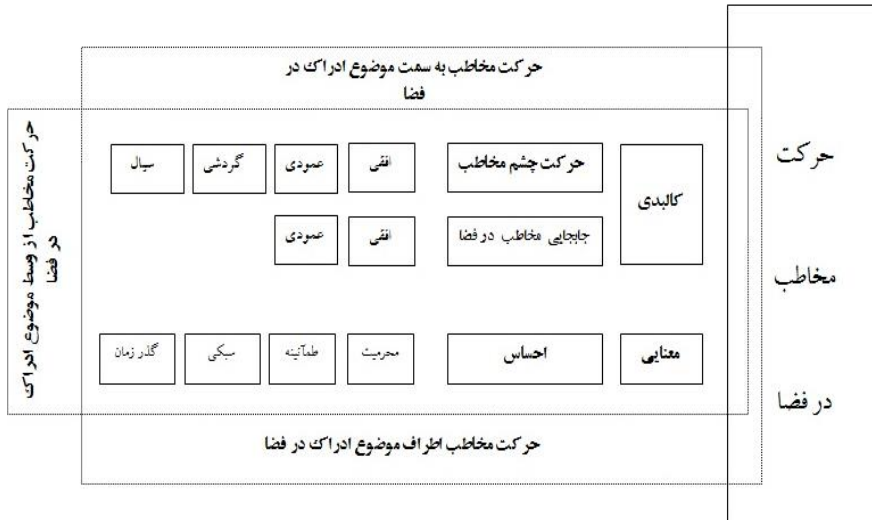 حرکت مخاطب به سمت موضوع ادراک در
فضا
حرکت
مخاطب
در فضا
کالبدی
حرکت چشم مخاطب
افقی
عمودی
گردشی
سیال
جابجایی مخاطب در فضا
افقی
عمودی
معنایی
احساس
محرمیت
طمأنینه
سبکی
گذر زمان
حرکت مخاطب از وسط موضوع ادراک
در فضا
حرکت مخاطب اطراف موضوع ادراک در فضا